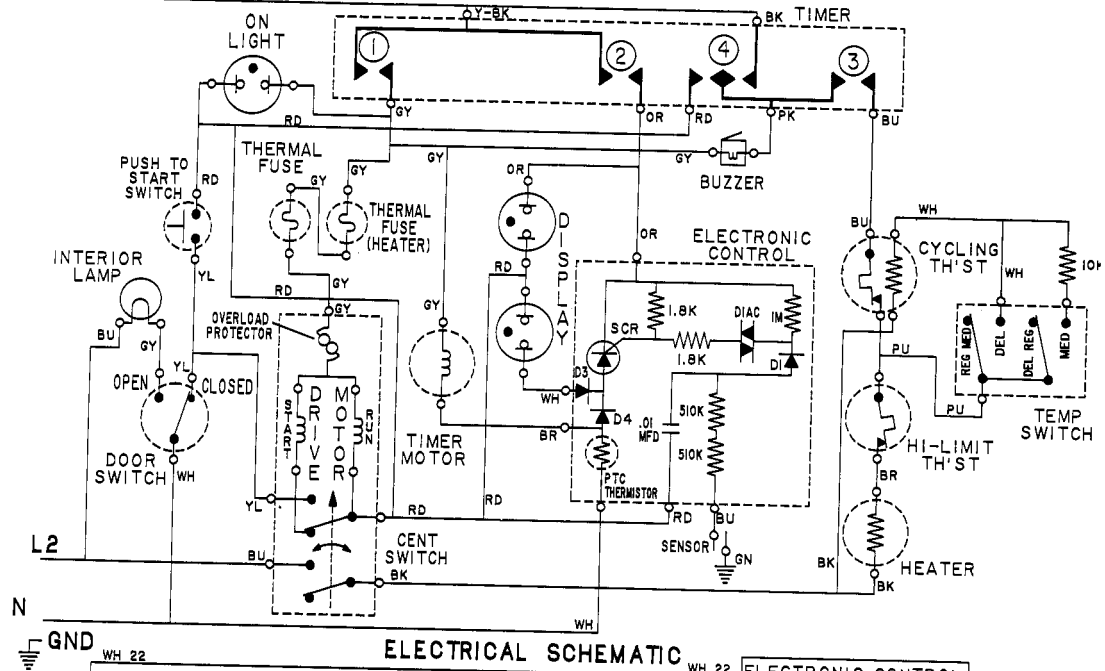 Y-BK
BK TIMER
ON
LIGHT
1
2
4
3
GY
OR
RD
PK
BU
RD
THERMAL
FUSE
GY
GY
GY
GY
BUZZER
PUSH TO
START
SWITCH
RD
THERMAL
FUSE
(HEATER)
OR
DISPLAY
OR
ELECTRONIC
CONTROL
BU
WH
CYCLING
TH'ST
WH
INTERIOR
LAMP
YL
RD
GY
GY
RD
BU
GY
OVERLOAD
PROTECTOR
SCR
1.8K
DIAC
1M
1.8K
D1
REG MED
DEL
DEL REG
MED
PU
PU
TEMP
SWITCH
YL
OPEN
CLOSED
DRIVE
MOTOR
START
RUN
D3
WH
D4
.01
MFD
510K
510K
TIMER
MOTOR
BR
PTC
THERMISTOR
HI-LIMIT
TH'ST
BR
DOOR
SWITCH
WH
YL
RD
RD
RD
BU
SENSOR
GN
CENT
SWITCH
L2
BU
BK
BK
HEATER
BK
N
WH
GND
ELECTRICAL SCHEMATIC
WH 22
WH 22
ELECTRONIC CONTROL